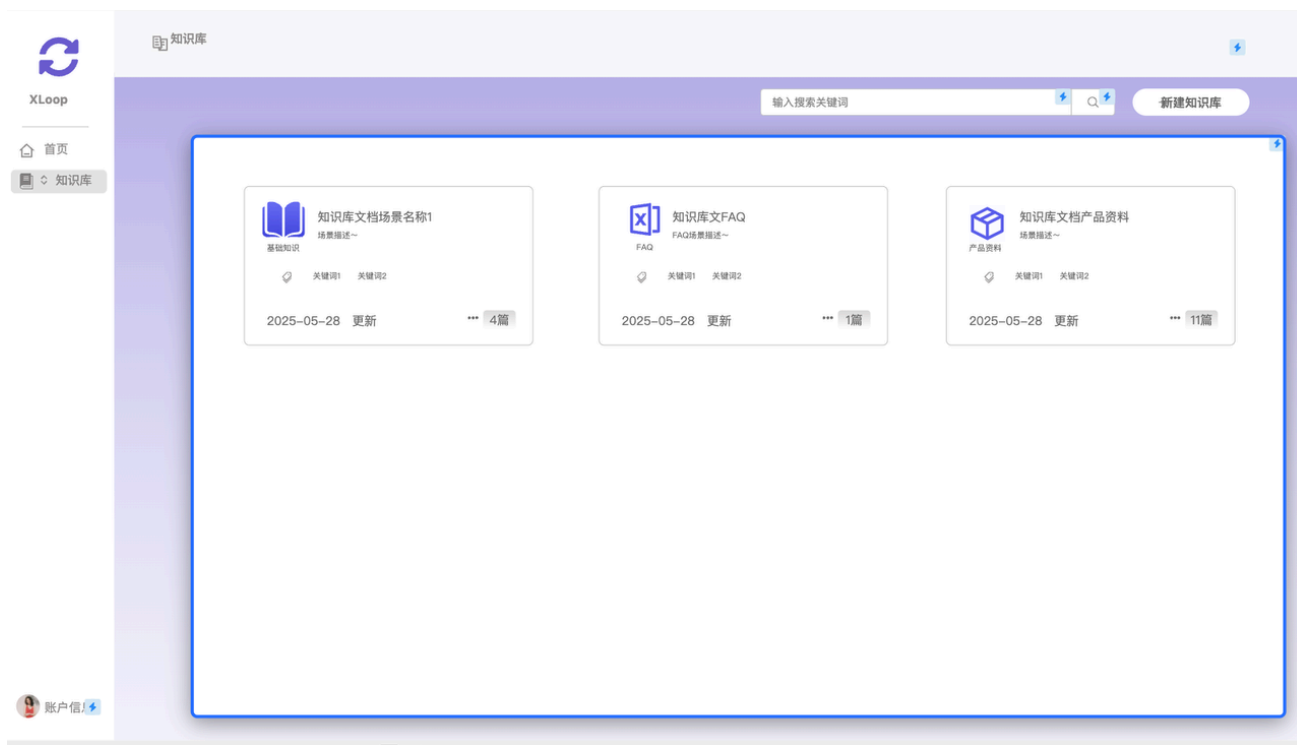 知识库
XLoop
输入搜索关键词
新建知识库
首页
知识库
知识库文档场景名称1
场景描述~
基础知识
关键词1 关键词2
2025-05-28 更新 ··· 4篇
知识库文FAQ
FAQ场景描述~
FAQ
关键词1 关键词2
2025-05-28 更新 ··· 1篇
知识库文档产品资料
场景描述~
产品资料
关键词1 关键词2
2025-05-28 更新 ··· 11篇
账户信